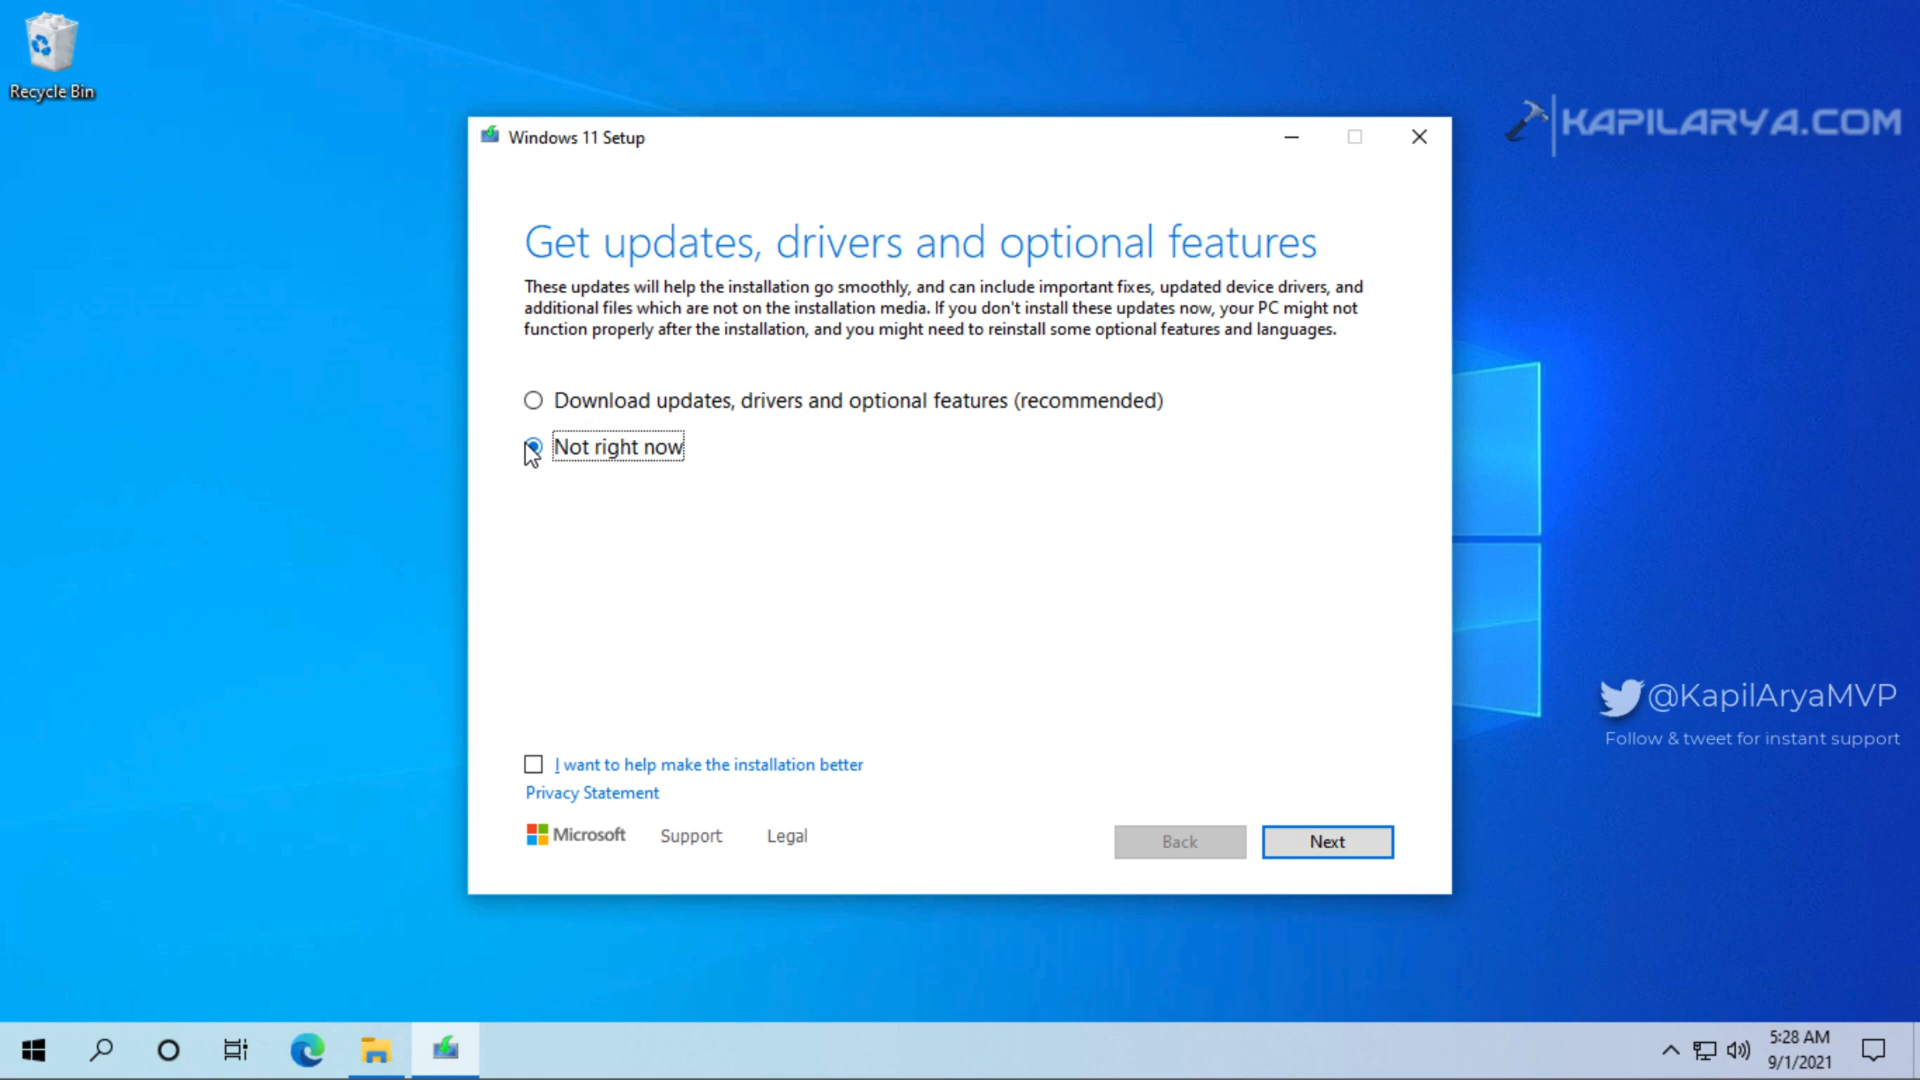 Recycle Bin
KAPILARYA.COM
Windows 11 Setup
Get updates, drivers and optional features
These updates will help the installation go smoothly, and can include important fixes, updated device drivers, and
additional files which are not on the installation media. If you don't install these updates now, your PC might not
function properly after the installation, and you might need to reinstall some optional features and languages.
Download updates, drivers and optional features (recommended)
Not right now
@KapilAryaMVP
Follow & tweet for instant support
I want to help make the installation better
Privacy Statement
Microsoft
Support
Legal
Back
Next
5:28 AM
9/1/2021